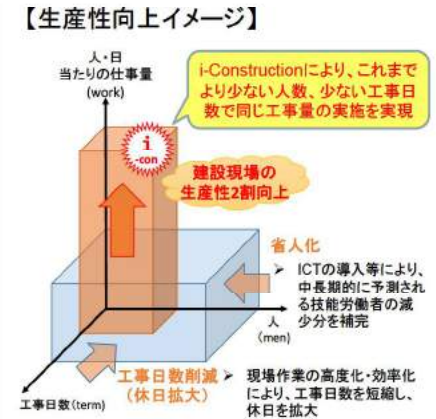 【生産性向上イメージ】
人・日
当たりの仕事量
(work)
i-Constructionにより、これまで
より少ない人数、少ない工事日
数で同じ工事量の実施を実現
i
-con
建設現場の
生産性2割向上
省人化
➢ ICTの導入等により、
中長期的に予測され
る技能労働者の減
少分を補完
人
(men)
工事日数削減
(休日拡大)
➢ 現場作業の高度化・効率化
により、工事日数を短縮し、
休日を拡大
工事日数(term)